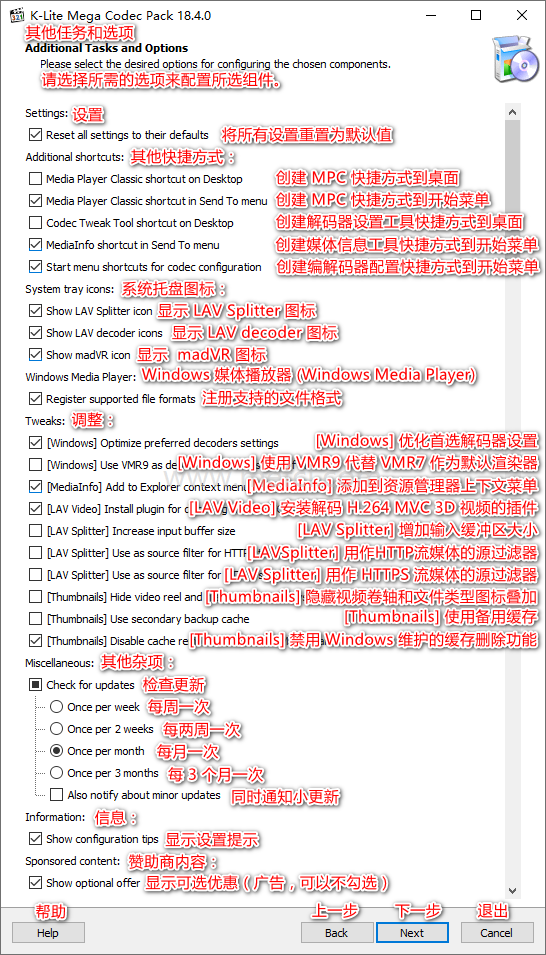 K-Lite Mega Codec Pack 18.4.0
其他任务和选项
Additional Tasks and Options
Please select the desired options for configuring the chosen components.
请选择所需的选项来配置所选组件。
Settings: 设置
Reset all settings to their defaults 将所有设置重置为默认值
Additional shortcuts: 其他快捷方式：
Media Player Classic shortcut on Desktop 创建 MPC 快捷方式到桌面
Media Player Classic shortcut in Send To menu 创建 MPC 快捷方式到开始菜单
Codec Tweak Tool shortcut on Desktop 创建解码器设置工具快捷方式到桌面
MediaInfo shortcut in Send To menu 创建媒体信息工具快捷方式到开始菜单
Start menu shortcuts for codec configuration 创建编解码器配置快捷方式到开始菜单
System tray icons: 系统托盘图标：
Show LAV Splitter icon 显示 LAV Splitter 图标
Show LAV decoder icons 显示 LAV decoder 图标
Show madVR icon 显示 madVR 图标
Windows Media Player: Windows 媒体播放器 (Windows Media Player)
Register supported file formats 注册支持的文件格式
Tweaks: 调整：
[Windows] Optimize preferred decoders settings [Windows] 优化首选解码器设置
[Windows] Use VMR9 as de [Windows] 使用 VMR9 代替 VMR7 作为默认渲染器
[MediaInfo] Add to Explorer context menu [MediaInfo] 添加到资源管理器上下文菜单
[LAV Video] Install plugin for d [LAV Video] 安装解码 H.264 MVC 3D 视频的插件
[LAV Splitter] Increase input buffer size [LAV Splitter] 增加输入缓冲区大小
[LAV Splitter] Use as source filter for HTTP [LAVSplitter] 用作HTTP流媒体的源过滤器
[LAV Splitter] Use as source filter for [LAV Splitter] 用作 HTTPS 流媒体的源过滤器
[Thumbnails] Hide video reel and [Thumbnails] 隐藏视频卷轴和文件类型图标叠加
[Thumbnails] Use secondary backup cache [Thumbnails] 使用备用缓存
[Thumbnails] Disable cache re [Thumbnails] 禁用Windows 维护的缓存删除功能
Miscellaneous: 其他杂项：
Check for updates 检查更新
Once per week 每周一次
Once per 2 weeks 每两周一次
Once per month 每月一次
Once per 3 months 每 3 个月一次
Also notify about minor updates 同时通知小更新
Information: 信息：
Show configuration tips 显示设置提示
Sponsored content: 赞助商内容：
Show optional offer 显示可选优惠（广告，可以不勾选）
帮助 上一步 下一步 退出
Help Back Next Cancel